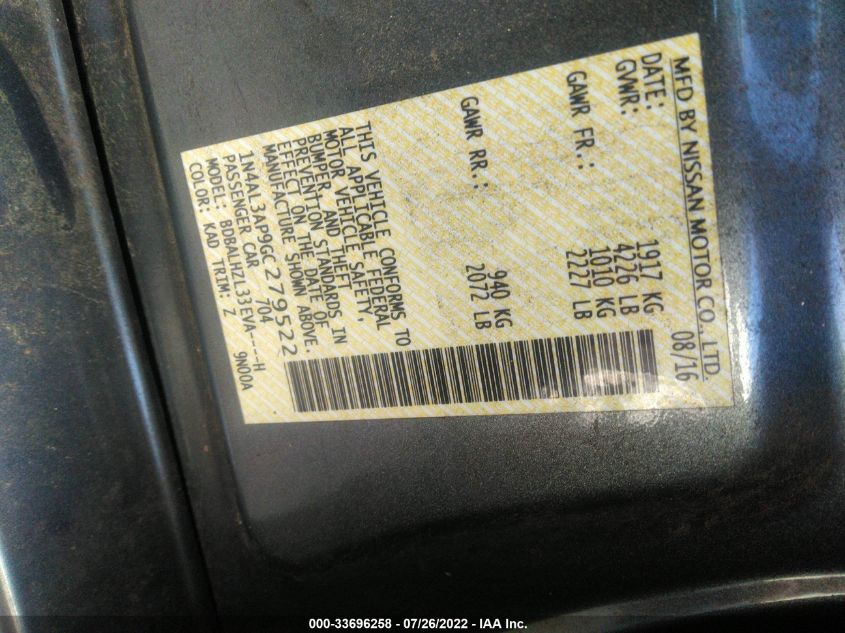 MFD BY NISSAN MOTOR CO., LTD.
DATE: 08/16
GVWR: 1917 KG
4226 LB
GAWR FR.: 1010 KG
2227 LB
GAWR RR.: 940 KG
2072 LB
THIS VEHICLE CONFORMS TO
ALL APPLICABLE FEDERAL
MOTOR VEHICLE SAFETY,
BUMPER, AND THEFT
PREVENTION STANDARDS IN
EFFECT ON THE DATE OF
MANUFACTURE SHOWN ABOVE.
1N4AL3AP9GC279522
PASSENGER CAR 704
MODEL: BDBALHZL33EVA----H
COLOR: KAD TRIM: Z 9N00A
000-33696258 - 07/26/2022 - IAA Inc.